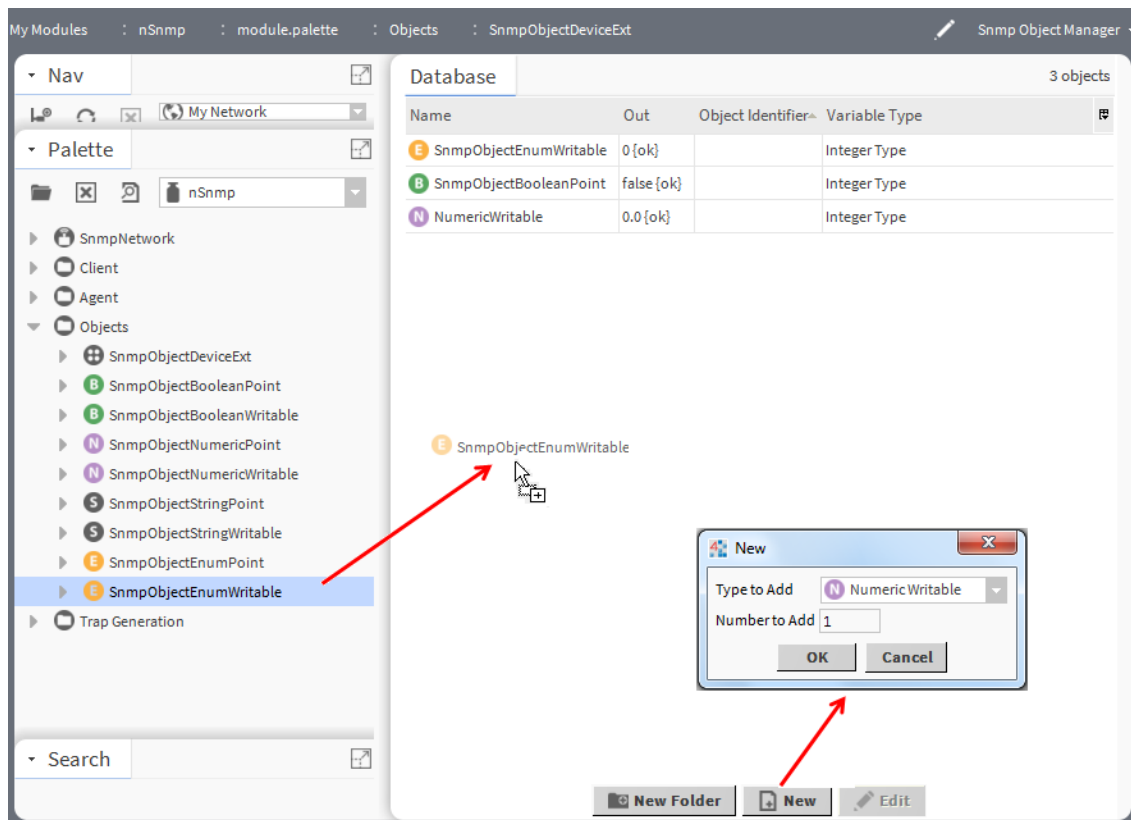 My Modules : nSnmp : module.palette : Objects : SnmpObjectDeviceExt Snmp Object Manager
Nav
My Network
Palette
nSnmp
SnmpNetwork
Client
Agent
Objects
SnmpObjectDeviceExt
B SnmpObjectBooleanPoint
B SnmpObjectBooleanWritable
N SnmpObjectNumericPoint
N SnmpObjectNumericWritable
S SnmpObjectStringPoint
S SnmpObjectStringWritable
E SnmpObjectEnumPoint
E SnmpObjectEnumWritable
Trap Generation
Search
Database 3 objects
Name Out Object Identifier Variable Type
E SnmpObjectEnumWritable 0 {ok} Integer Type
B SnmpObjectBooleanPoint false {ok} Integer Type
N NumericWritable 0.0 {ok} Integer Type
E SnmpObjectEnumWritable
New
Type to Add N Numeric Writable
Number to Add 1
OK Cancel
New Folder New Edit